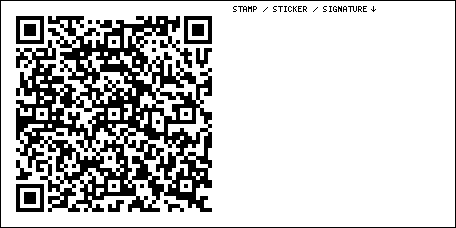 STAMP / STICKER / SIGNATURE ↓